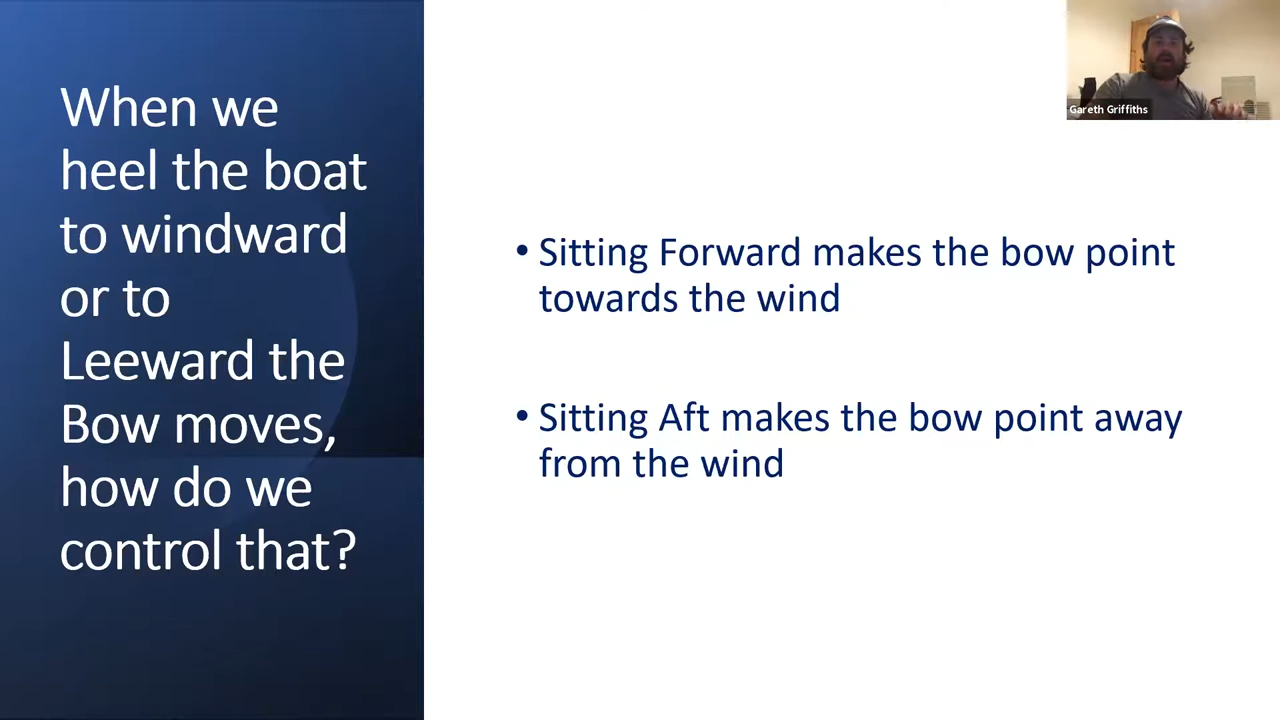 When we
heel the boat
to windward
or to
Leeward the
Bow moves,
how do we
control that?
• Sitting Forward makes the bow point
towards the wind
• Sitting Aft makes the bow point away
from the wind
Gareth Griffiths